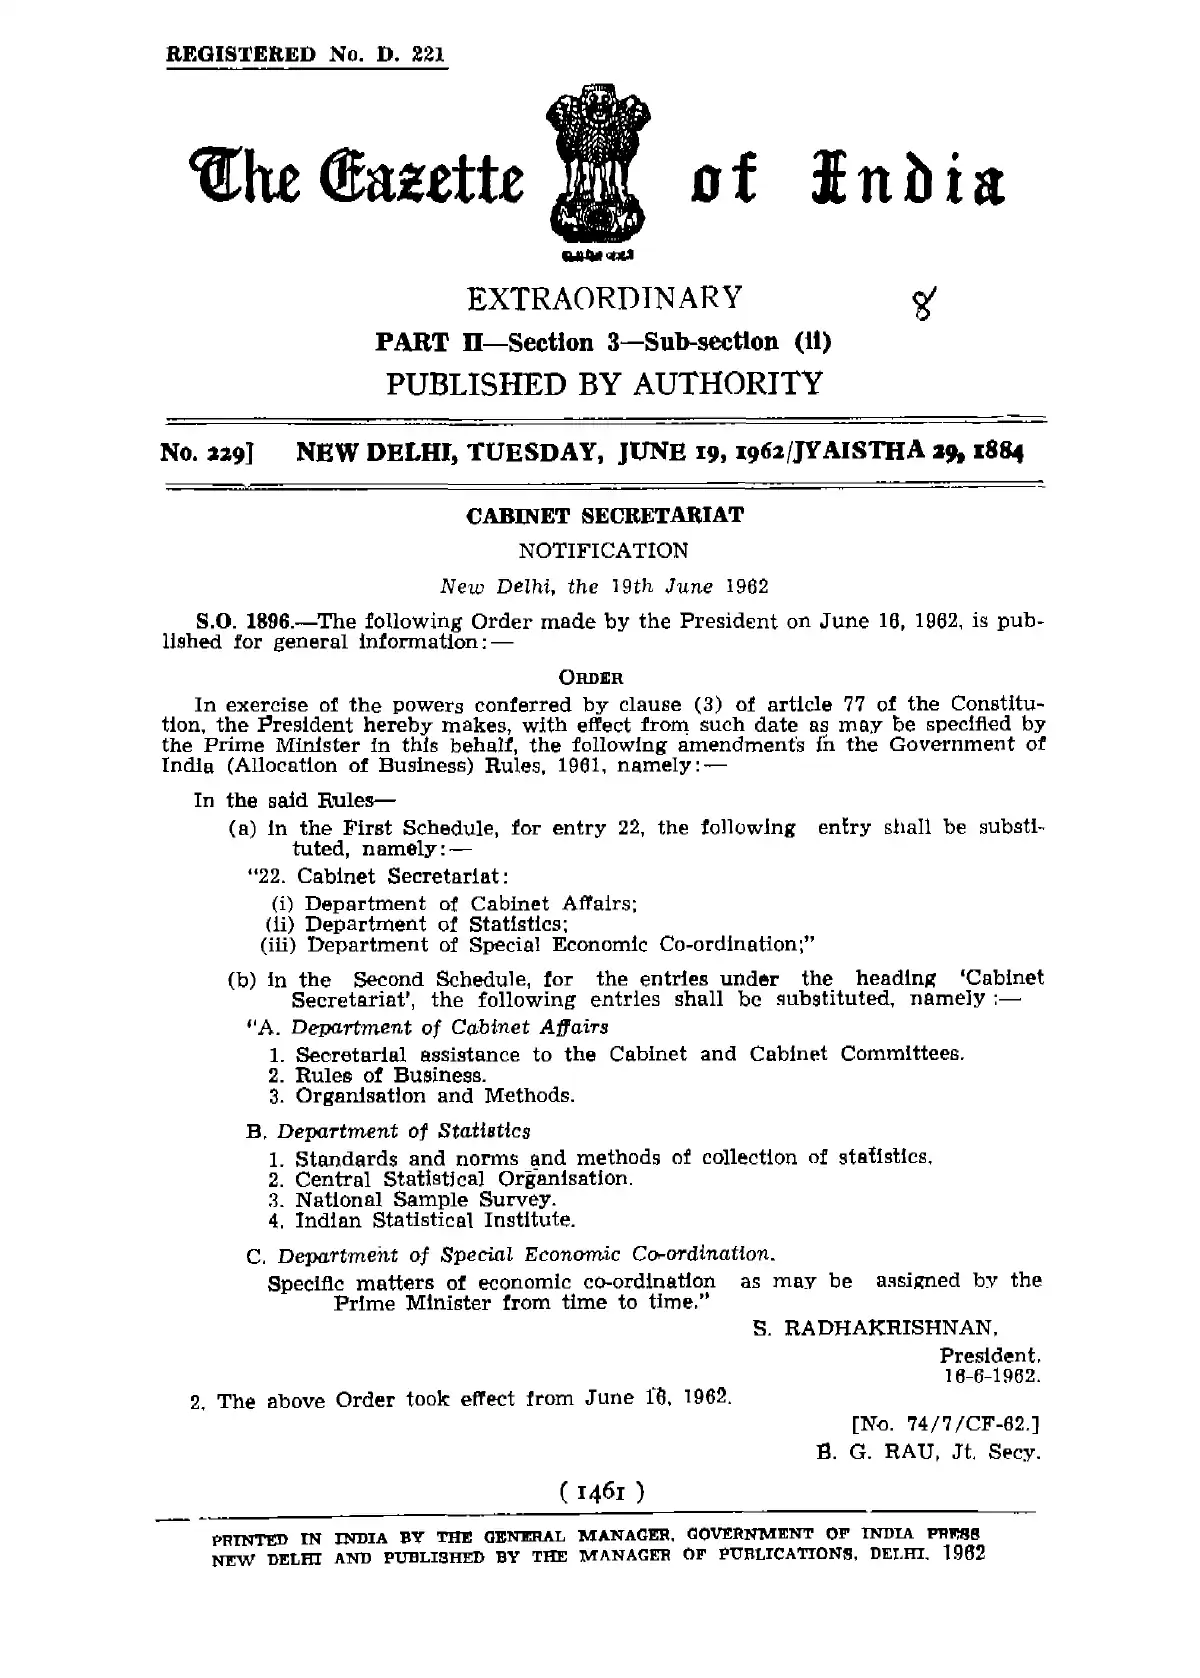 REGISTERED No. D. 221
The Gazette of India
EXTRAORDINARY
8
PART II—Section 3—Sub-section (ii)
PUBLISHED BY AUTHORITY
No. 229] NEW DELHI, TUESDAY, JUNE 19, 1962/JYAISTHA 29, 1884
CABINET SECRETARIAT
NOTIFICATION
New Delhi, the 19th June 1962
S.O. 1896.—The following Order made by the President on June 16, 1962, is pub-
lished for general information:—
ORDER
In exercise of the powers conferred by clause (3) of article 77 of the Constitu-
tion, the President hereby makes, with effect from such date as may be specified by
the Prime Minister in this behalf, the following amendments in the Government of
India (Allocation of Business) Rules, 1961, namely:—
In the said Rules—
(a) in the First Schedule, for entry 22, the following entry shall be substi-
tuted, namely:—
"22. Cabinet Secretariat:
(i) Department of Cabinet Affairs;
(ii) Department of Statistics;
(iii) Department of Special Economic Co-ordination;"
(b) in the Second Schedule, for the entries under the heading 'Cabinet
Secretariat', the following entries shall be substituted, namely :—
"A. Department of Cabinet Affairs
1. Secretarial assistance to the Cabinet and Cabinet Committees.
2. Rules of Business.
3. Organisation and Methods.
B. Department of Statistics
1. Standards and norms and methods of collection of statistics.
2. Central Statistical Organisation.
3. National Sample Survey.
4. Indian Statistical Institute.
C. Department of Special Economic Co-ordination.
Specific matters of economic co-ordination as may be assigned by the
Prime Minister from time to time."
S. RADHAKRISHNAN,
President.
16-6-1962.
2. The above Order took effect from June 16, 1962.
[No. 74/7/CF-62.]
B. G. RAU, Jt. Secy.
( 1461 )
PRINTED IN INDIA BY THE GENERAL MANAGER, GOVERNMENT OF INDIA PRESS
NEW DELHI AND PUBLISHED BY THE MANAGER OF PUBLICATIONS, DELHI, 1962